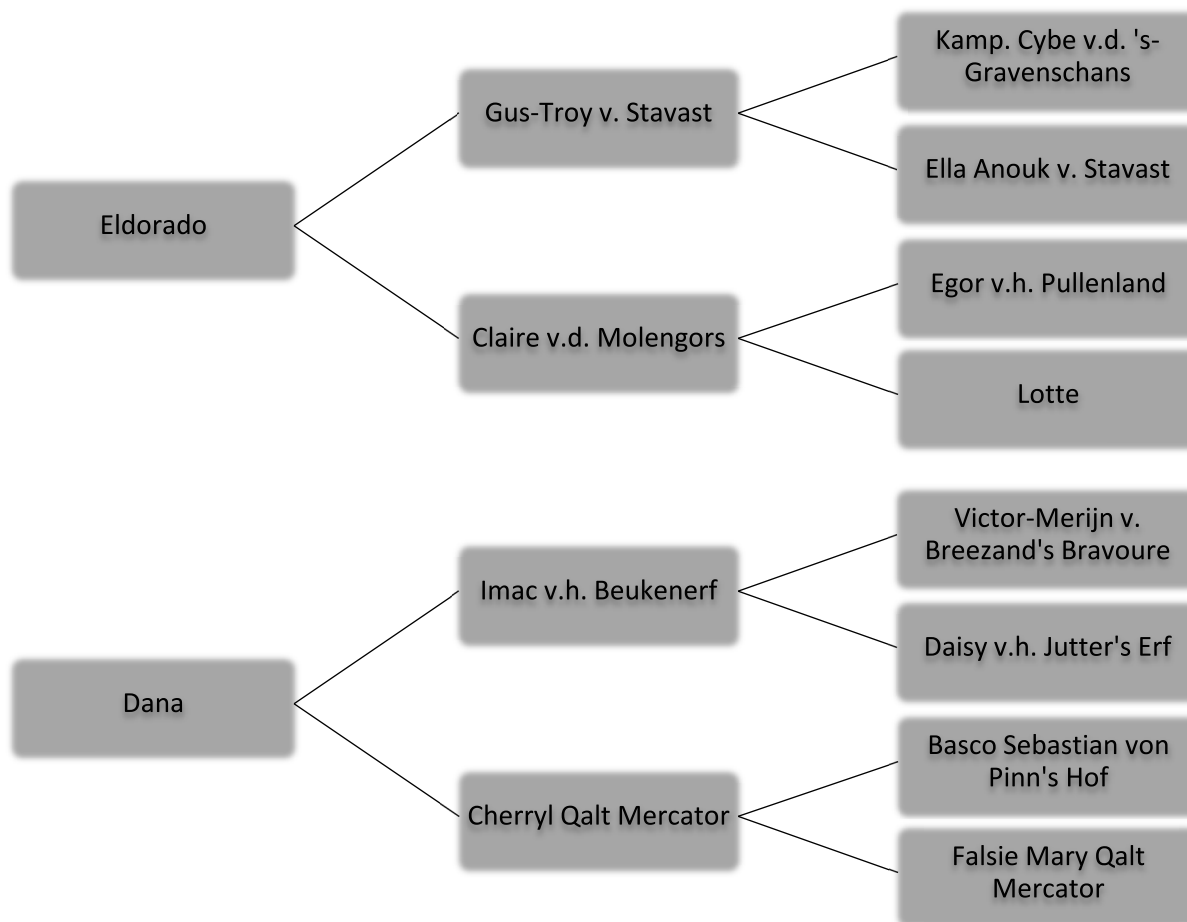 Kamp. Cybe v.d. 's-
Gravenschans
Gus-Troy v. Stavast
Ella Anouk v. Stavast
Eldorado
Egor v.h. Pullenland
Claire v.d. Molengors
Lotte
Victor-Merijn v.
Breezand's Bravoure
Imac v.h. Beukenerf
Daisy v.h. Jutter's Erf
Dana
Basco Sebastian von
Pinn's Hof
Cherryl Qalt Mercator
Falsie Mary Qalt
Mercator